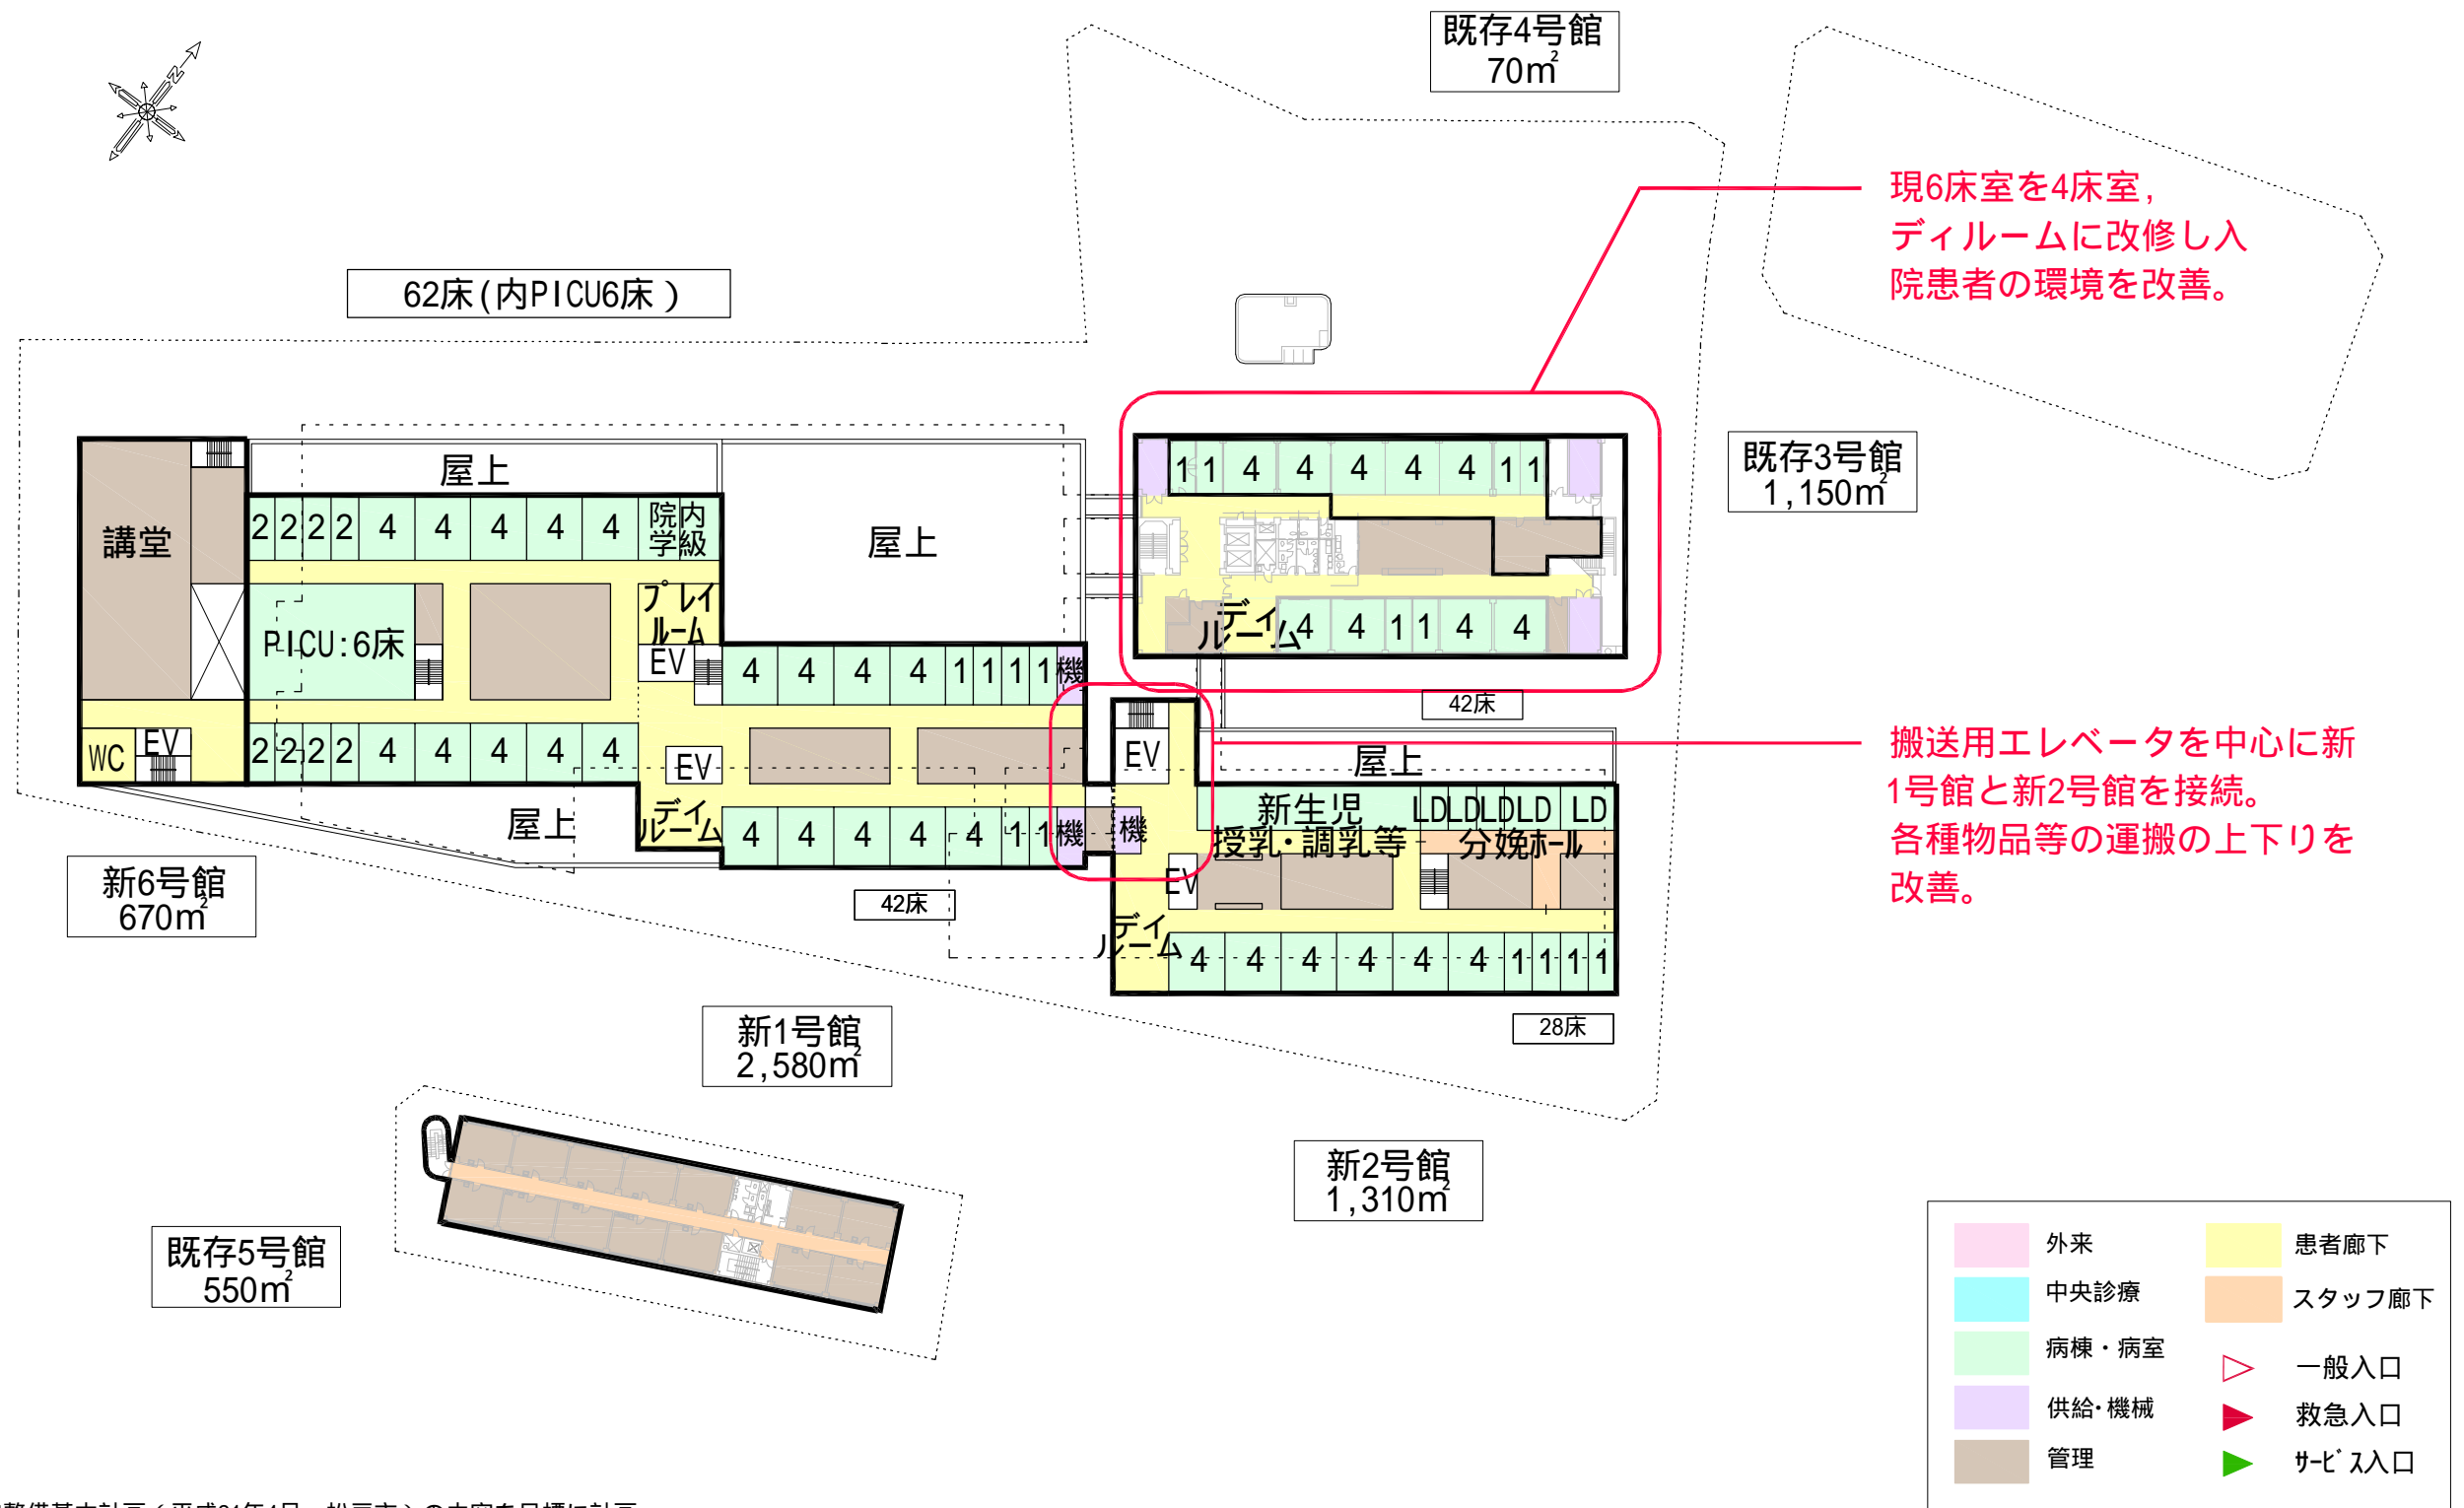 N
既存4号館
70㎡
現6床室を4床室,
ディルームに改修し入
院患者の環境を改善。
62床(内PICU6床)
既存3号館
1,150㎡
屋上
1 1 4 4 4 4 4 1 1
講堂
2 2 2 2 4 4 4 4 4
院内
学級
屋上
プレイ
ルーム
PICU:6床
EV
デイ
ルーム
4 4 1 1 4 4
4 4 4 4 1 1 1 1 機
42床
WC
EV
2 2 2 2 4 4 4 4 4
EV
EV
屋上
搬送用エレベータを中心に新
1号館と新2号館を接続。
各種物品等の運搬の上下りを
改善。
屋上
デイ
ルーム
4 4 4 4 4 1 1 機
機
新生児
LD LD LD LD LD
授乳・調乳等
分娩ホール
新6号館
670㎡
42床
EV
デイ
ルーム
4 4 4 4 4 4 1 1 1 1
新1号館
2,580㎡
28床
新2号館
1,310㎡
既存5号館
550㎡
外来
患者廊下
中央診療
スタッフ廊下
病棟・病室
一般入口
供給・機械
救急入口
管理
サービス入口